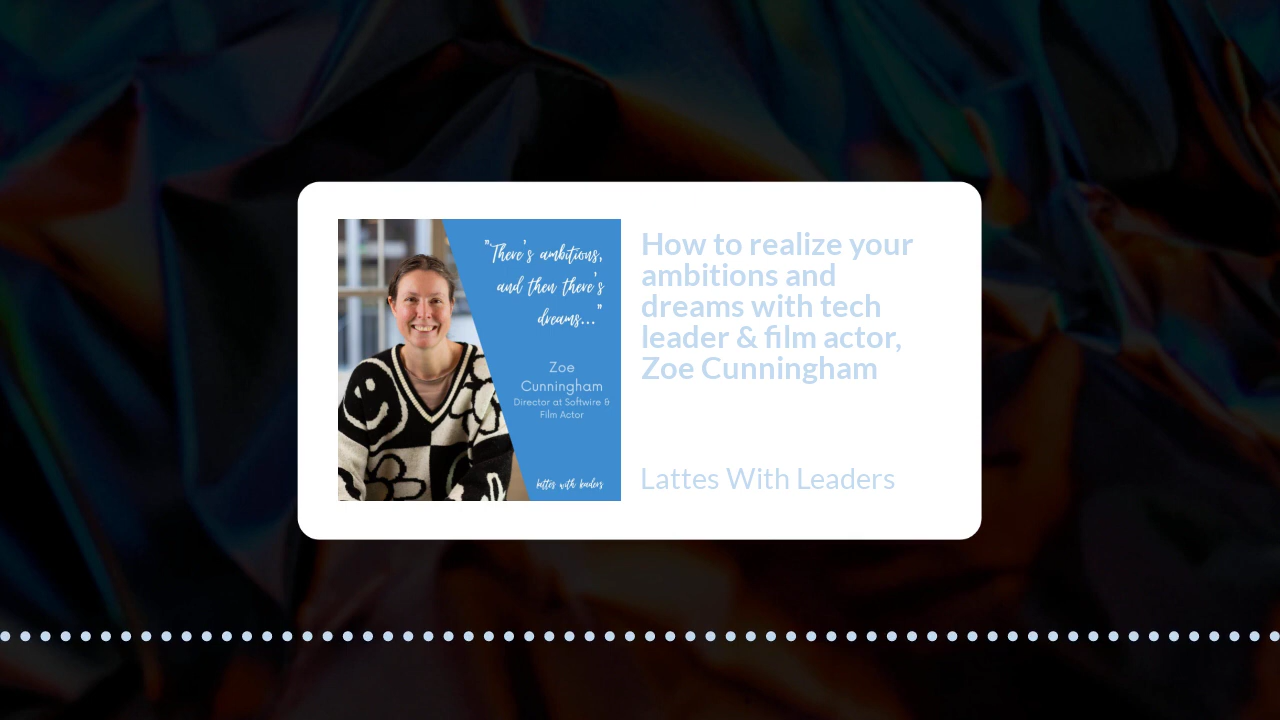 "There's ambitions,
and then there's
dreams..."
Zoe
Cunningham
Director at Softwire &
Film Actor
lattes with leaders
How to realize your
ambitions and
dreams with tech
leader & film actor,
Zoe Cunningham
Lattes With Leaders